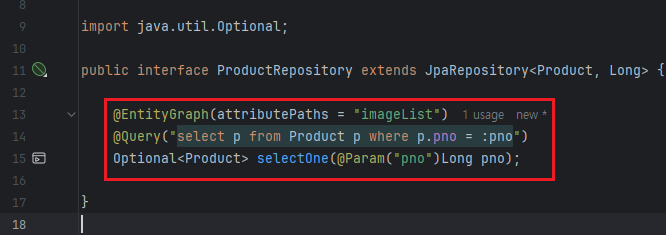 8
9 import java.util.Optional;
10
11 public interface ProductRepository extends JpaRepository<Product, Long> {
12
13 @EntityGraph(attributePaths = "imageList") 1 usage new *
14 @Query("select p from Product p where p.pno = :pno")
15 Optional<Product> selectOne(@Param("pno")Long pno);
16
17 }
18